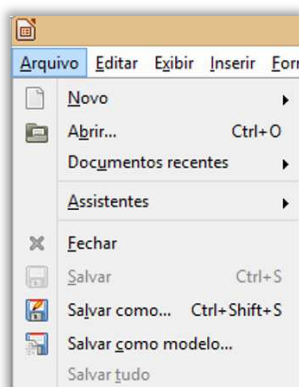 Arquivo Editar Exibir Inserir
Novo
Abrir... Ctrl+O
Documentos recentes
Assistentes
Fechar
Salvar Ctrl+S
Salvar como... Ctrl+Shift+S
Salvar como modelo...
Salvar tudo